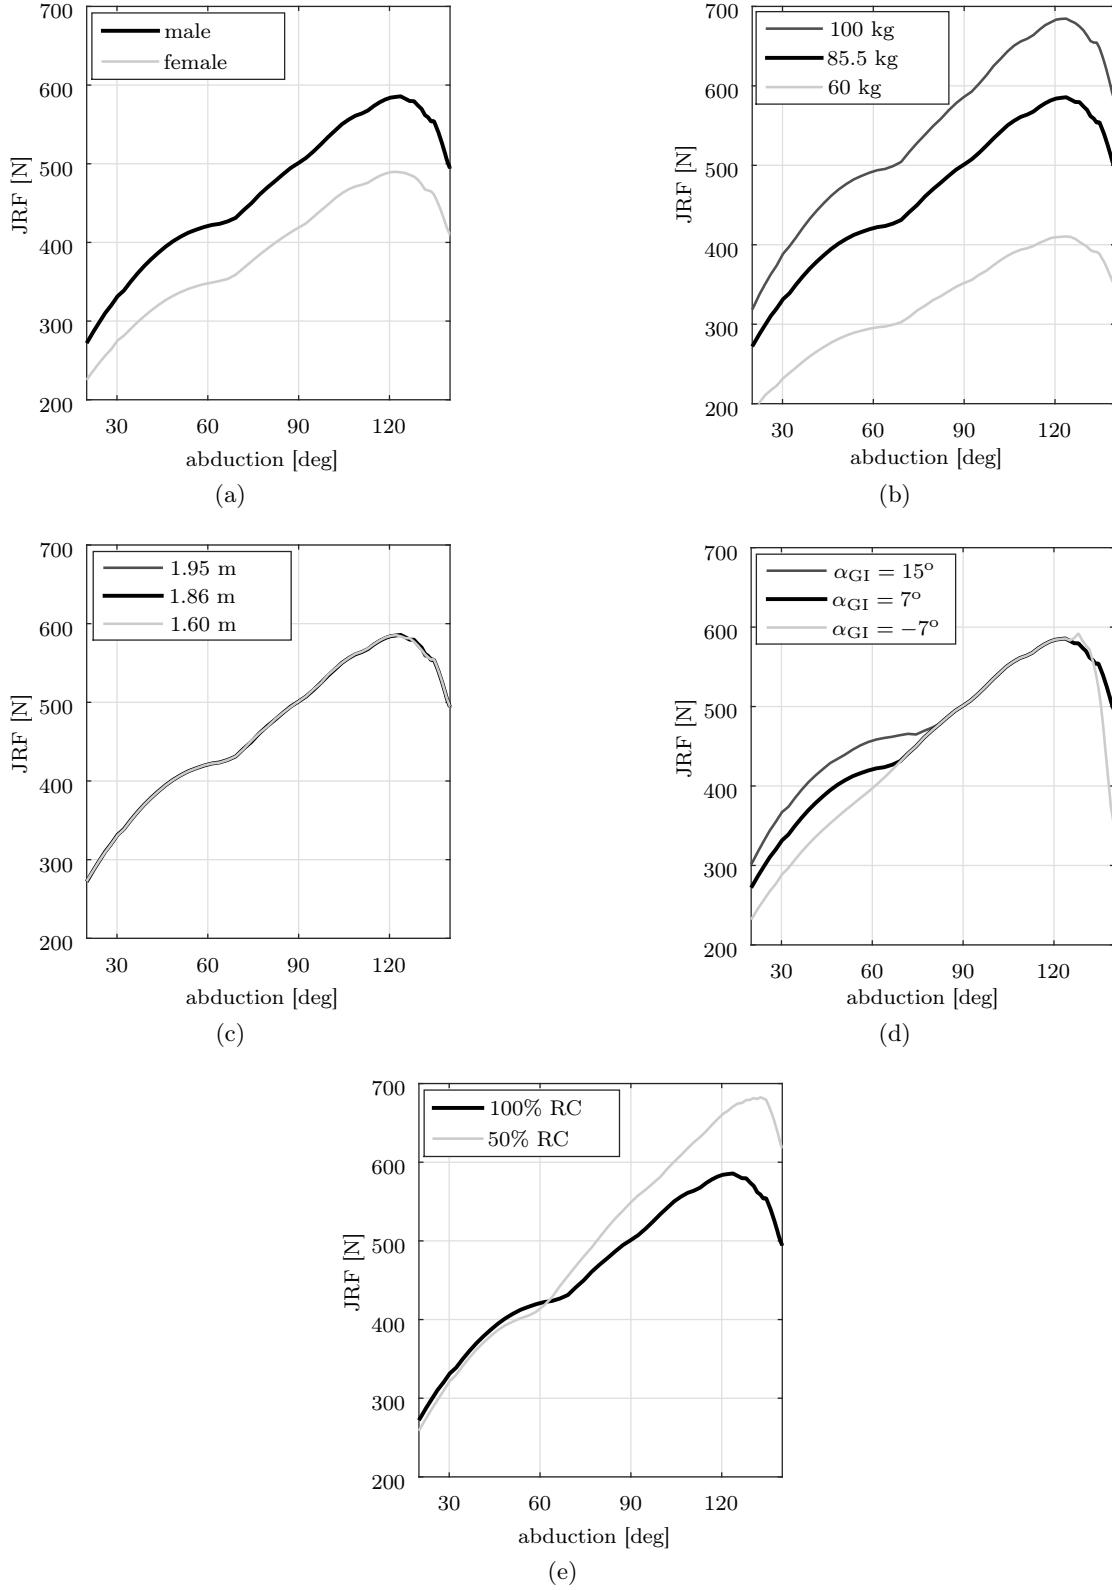 700
600
500
400
300
200
JRF [N]
male
female
30 60 90 120
abduction [deg]
(a)
700
600
500
400
300
200
JRF [N]
100 kg
85.5 kg
60 kg
30 60 90 120
abduction [deg]
(b)
700
600
500
400
300
200
JRF [N]
1.95 m
1.86 m
1.60 m
30 60 90 120
abduction [deg]
(c)
700
600
500
400
300
200
JRF [N]
αGI = 15°
αGI = 7°
αGI = −7°
30 60 90 120
abduction [deg]
(d)
700
600
500
400
300
200
JRF [N]
100% RC
50% RC
30 60 90 120
abduction [deg]
(e)